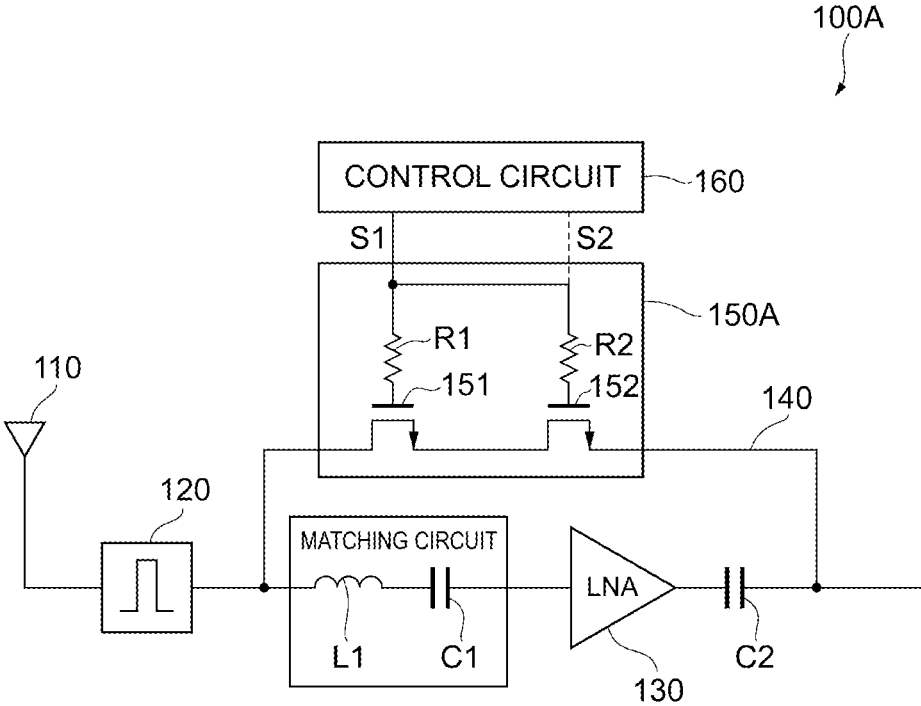 100A
CONTROL CIRCUIT
160
S1
S2
150A
R1
R2
151
152
110
140
120
MATCHING CIRCUIT
LNA
L1
C1
130
C2